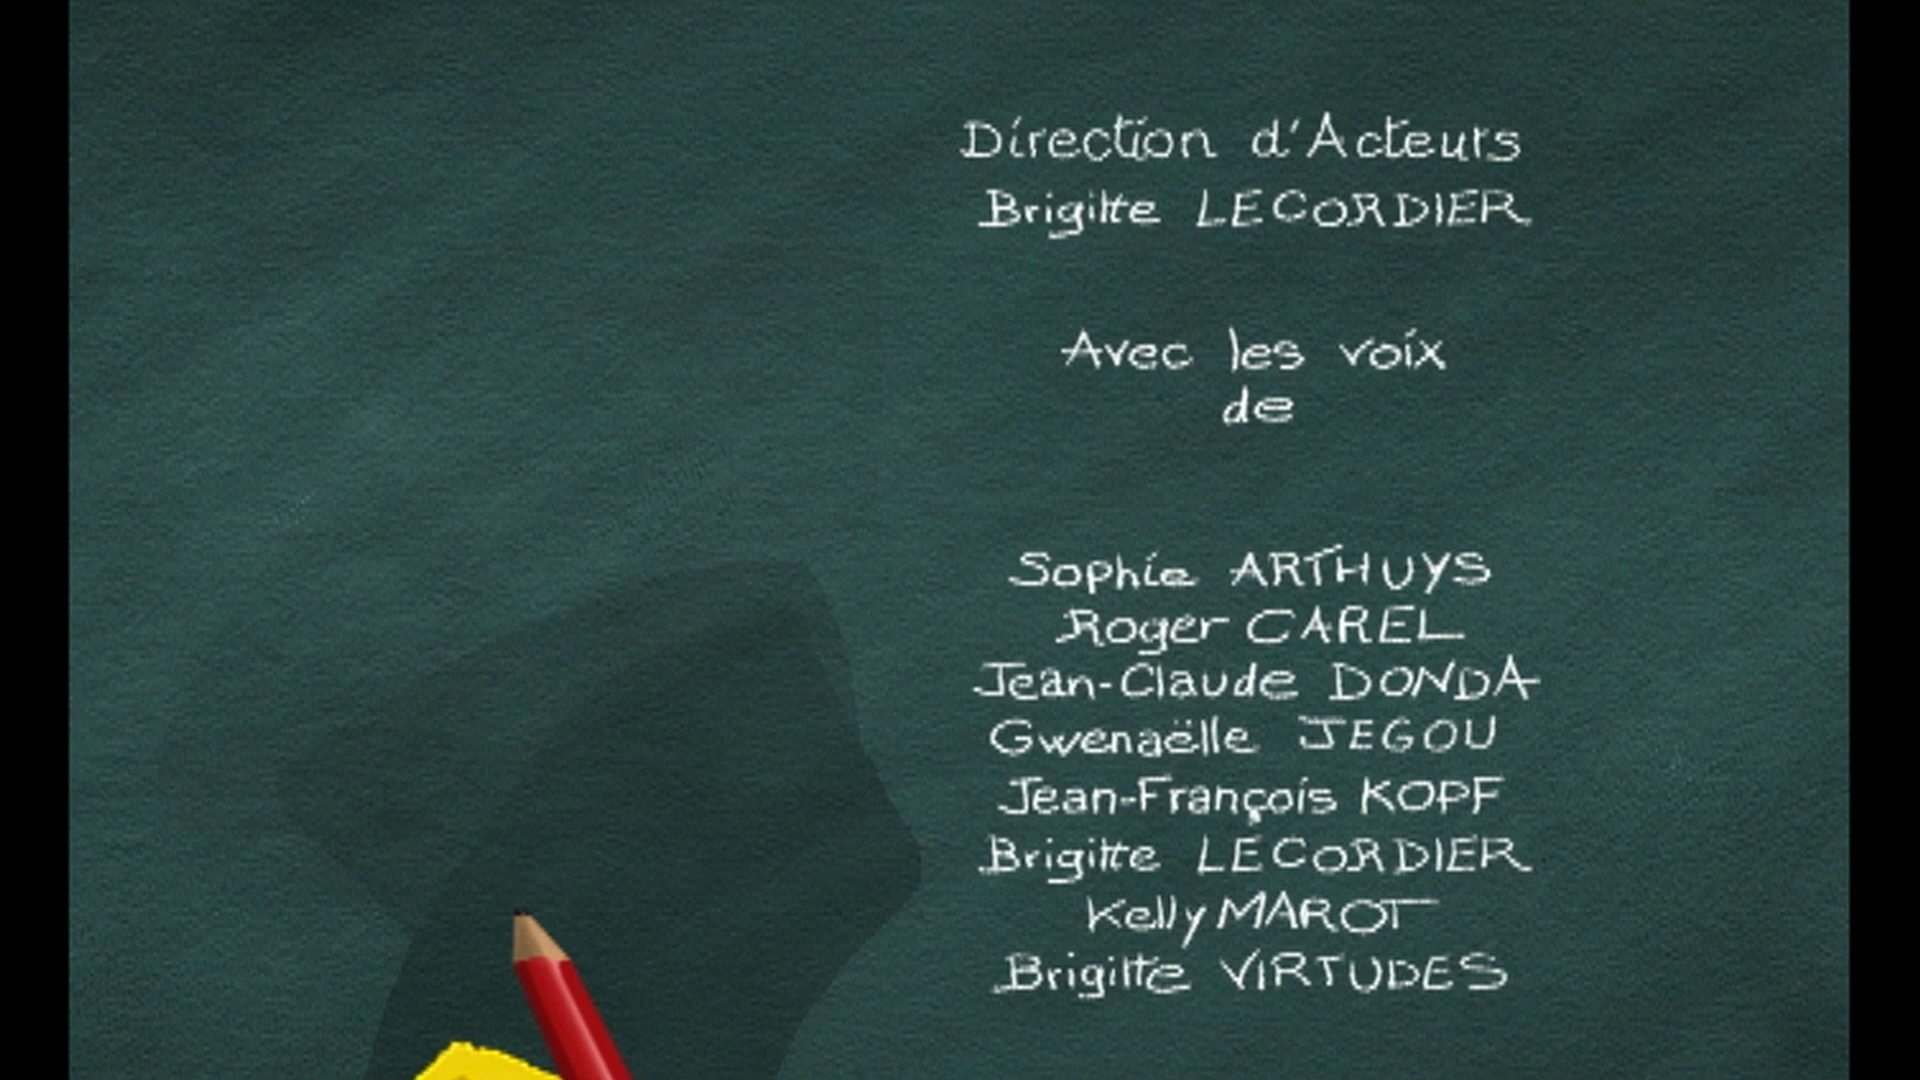 Direction d'Acteurs
Brigitte LECORDIER
Avec les voix
de
Sophie ARTHUYS
Roger CAREL
Jean-Claude DONDA
Gwenaëlle JEGOU
Jean-François KOPF
Brigitte LECORDIER
Kelly MAROT
Brigitte VIRTUDES